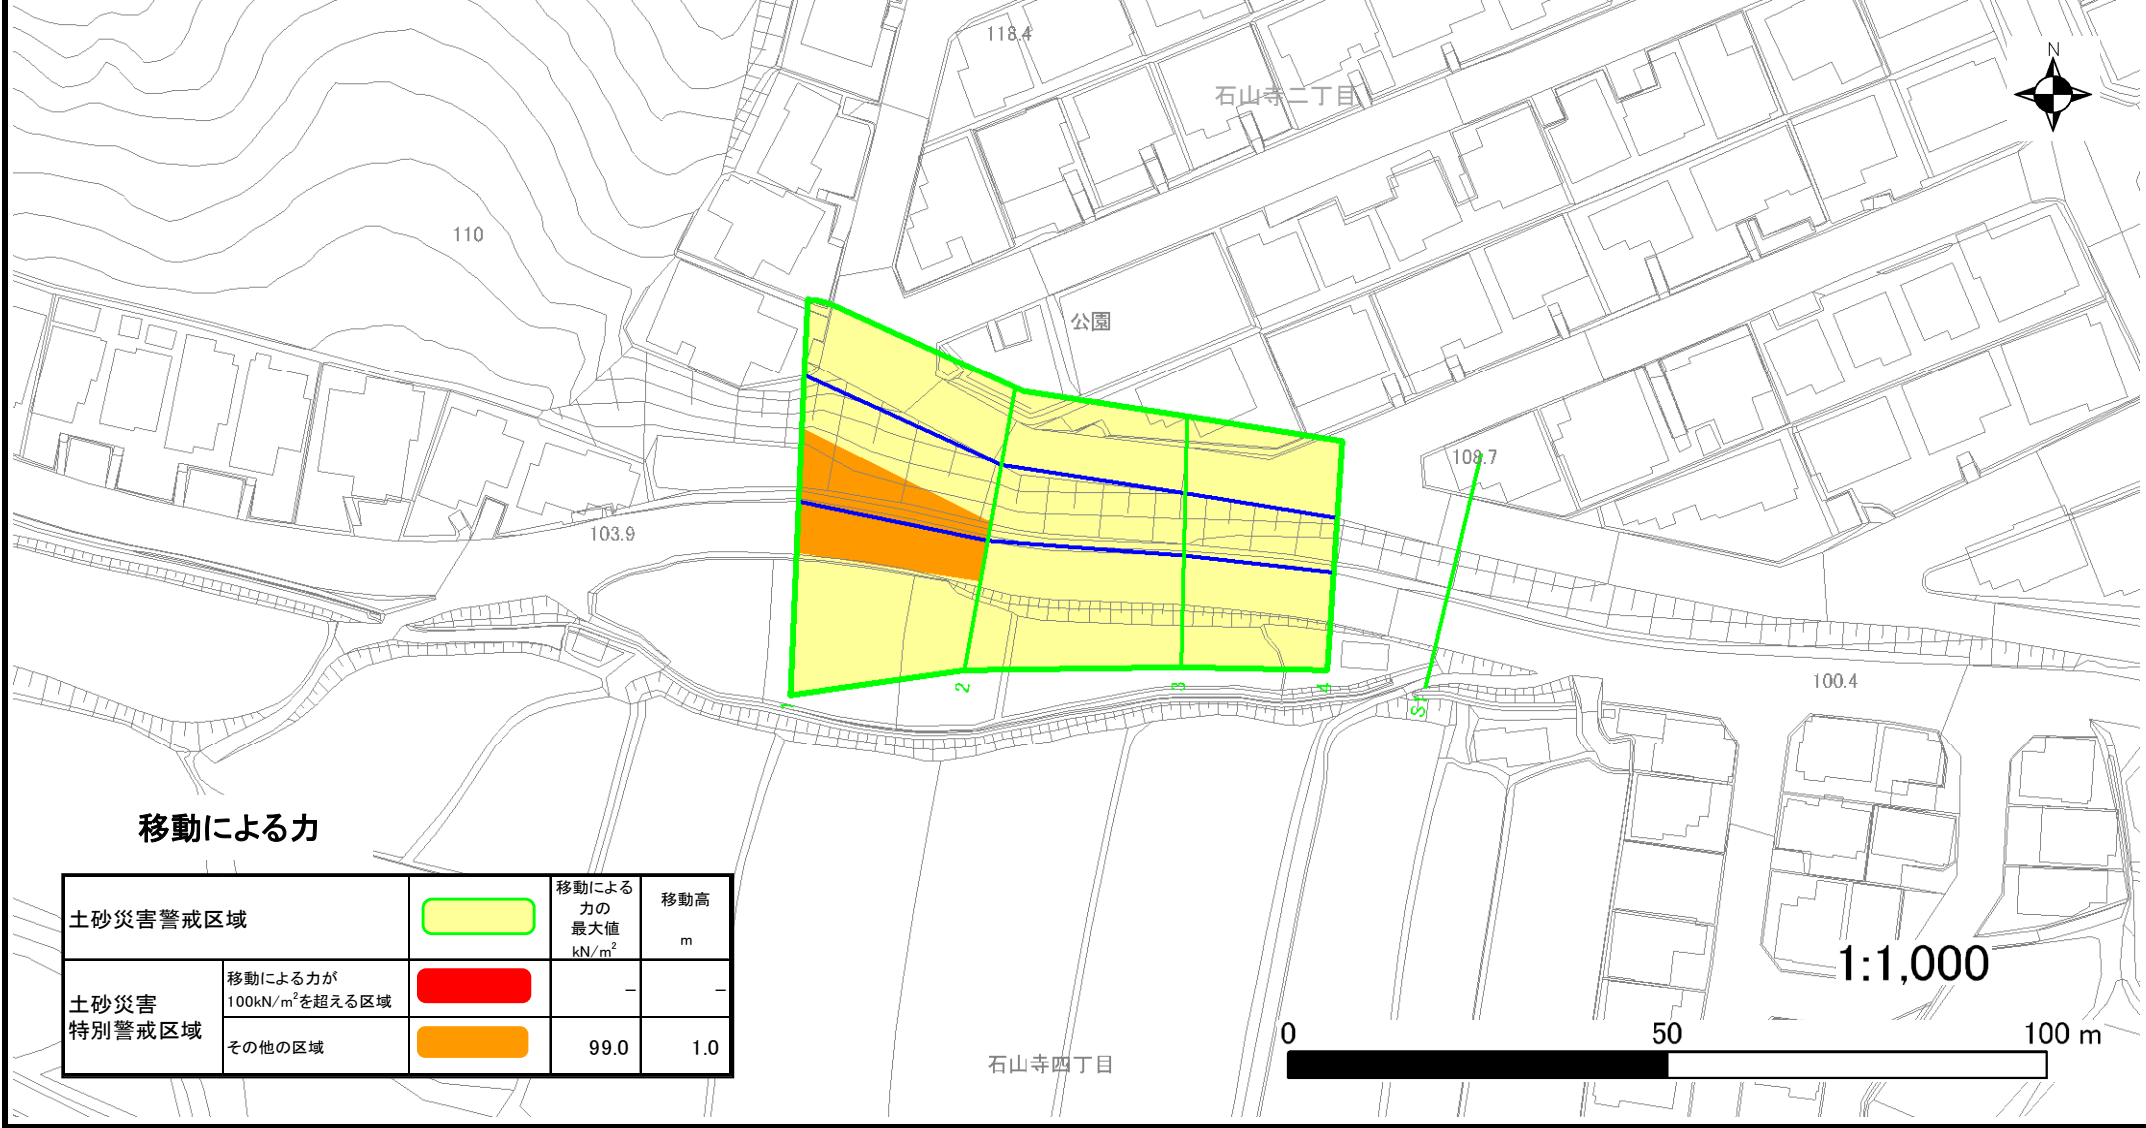 118.4
石山寺二丁目
N
110
公園
108.7
103.9
1
2
3
4
S1
100.4
移動による力
土砂災害警戒区域
移動による
力の
最大値
kN/m²
移動高
m
土砂災害
特別警戒区域
移動による力が
100kN/m²を超える区域
－
－
その他の区域
99.0
1.0
石山寺四丁目
1:1,000
0
50
100 m